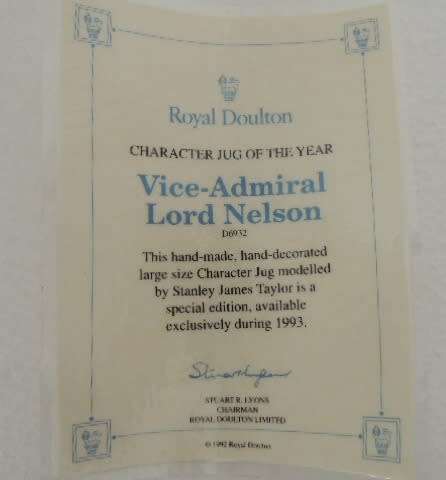 Royal Doulton
CHARACTER JUG OF THE YEAR
Vice-Admiral
Lord Nelson
D6932
This hand-made, hand-decorated
large size Character Jug modelled
by Stanley James Taylor is a
special edition, available
exclusively during 1993.
STUART R. LYONS
CHAIRMAN
ROYAL DOULTON LIMITED
© 1992 Royal Doulton